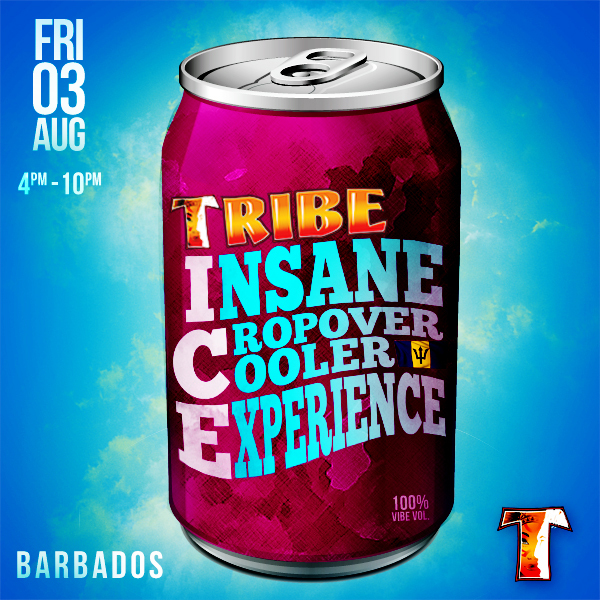 FRI
03
AUG
4PM - 10PM
TRIBE
INSANE
CROPOVER
COOLER
EXPERIENCE
100%
VIBE VOL.
BARBADOS
T